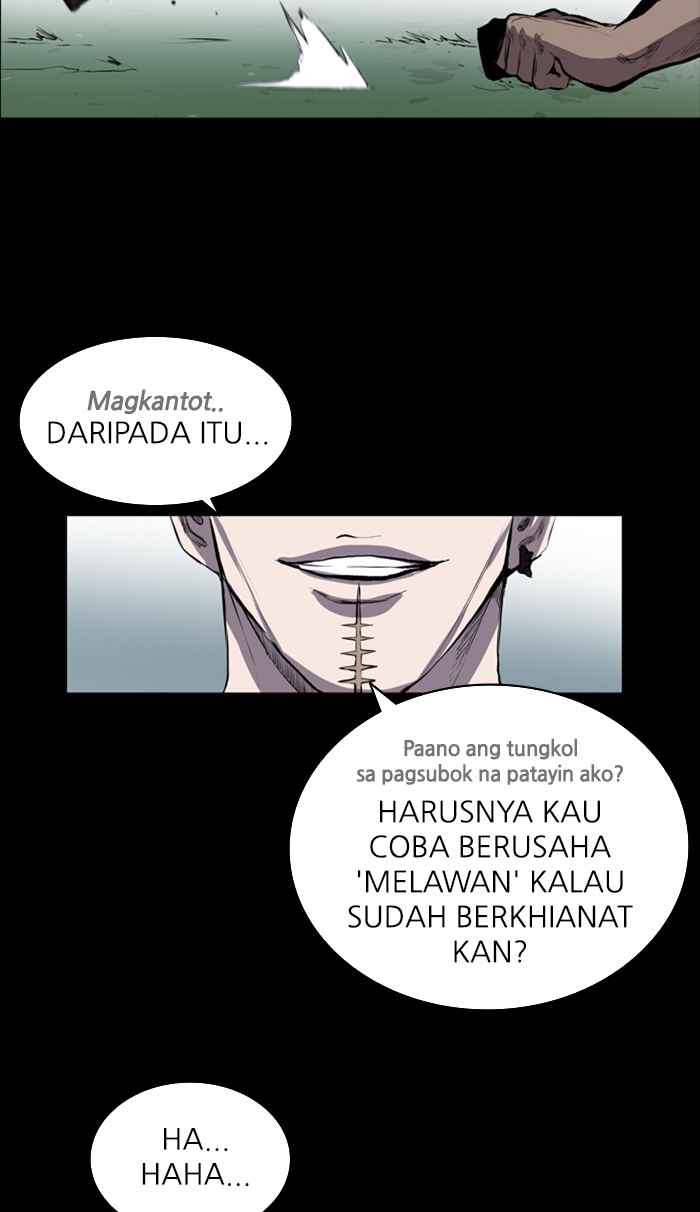 Magkantot..
DARIPADA ITU...
Paano ang tungkol
sa pagsubok na patayin ako?
HARUSNYA KAU
COBA BERUSAHA
'MELAWAN' KALAU
SUDAH BERKHIANAT
KAN?
HA...
HAHA...